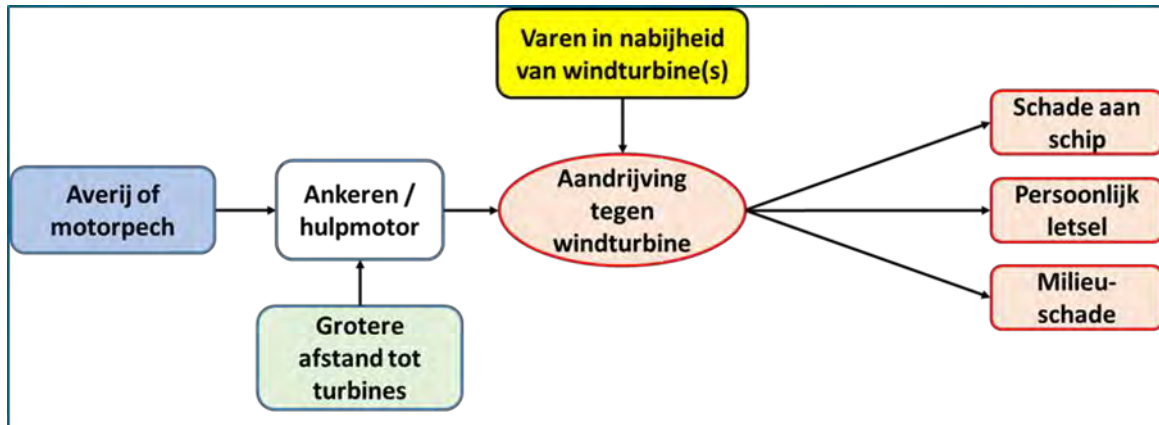 Varen in nabijheid
van windturbine(s)
Averij of
motorpech
Ankeren /
hulpmotor
Aandrijving
tegen
windturbine
Schade aan
schip
Persoonlijk
letsel
Milieu-
schade
Grotere
afstand tot
turbines